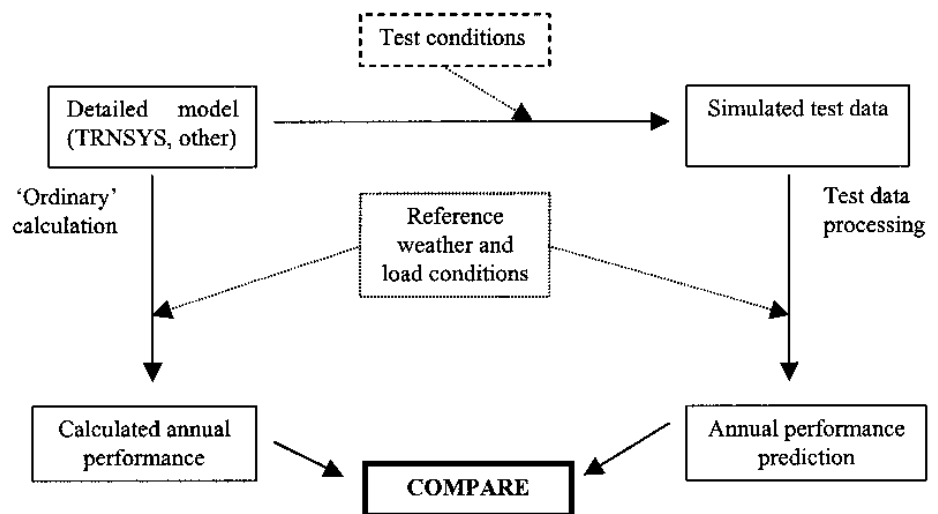 Test conditions
Detailed model
(TRNSYS, other)
Simulated test data
‘Ordinary’
calculation
Reference
weather and
load conditions
Test data
processing
Calculated annual
performance
COMPARE
Annual performance
prediction